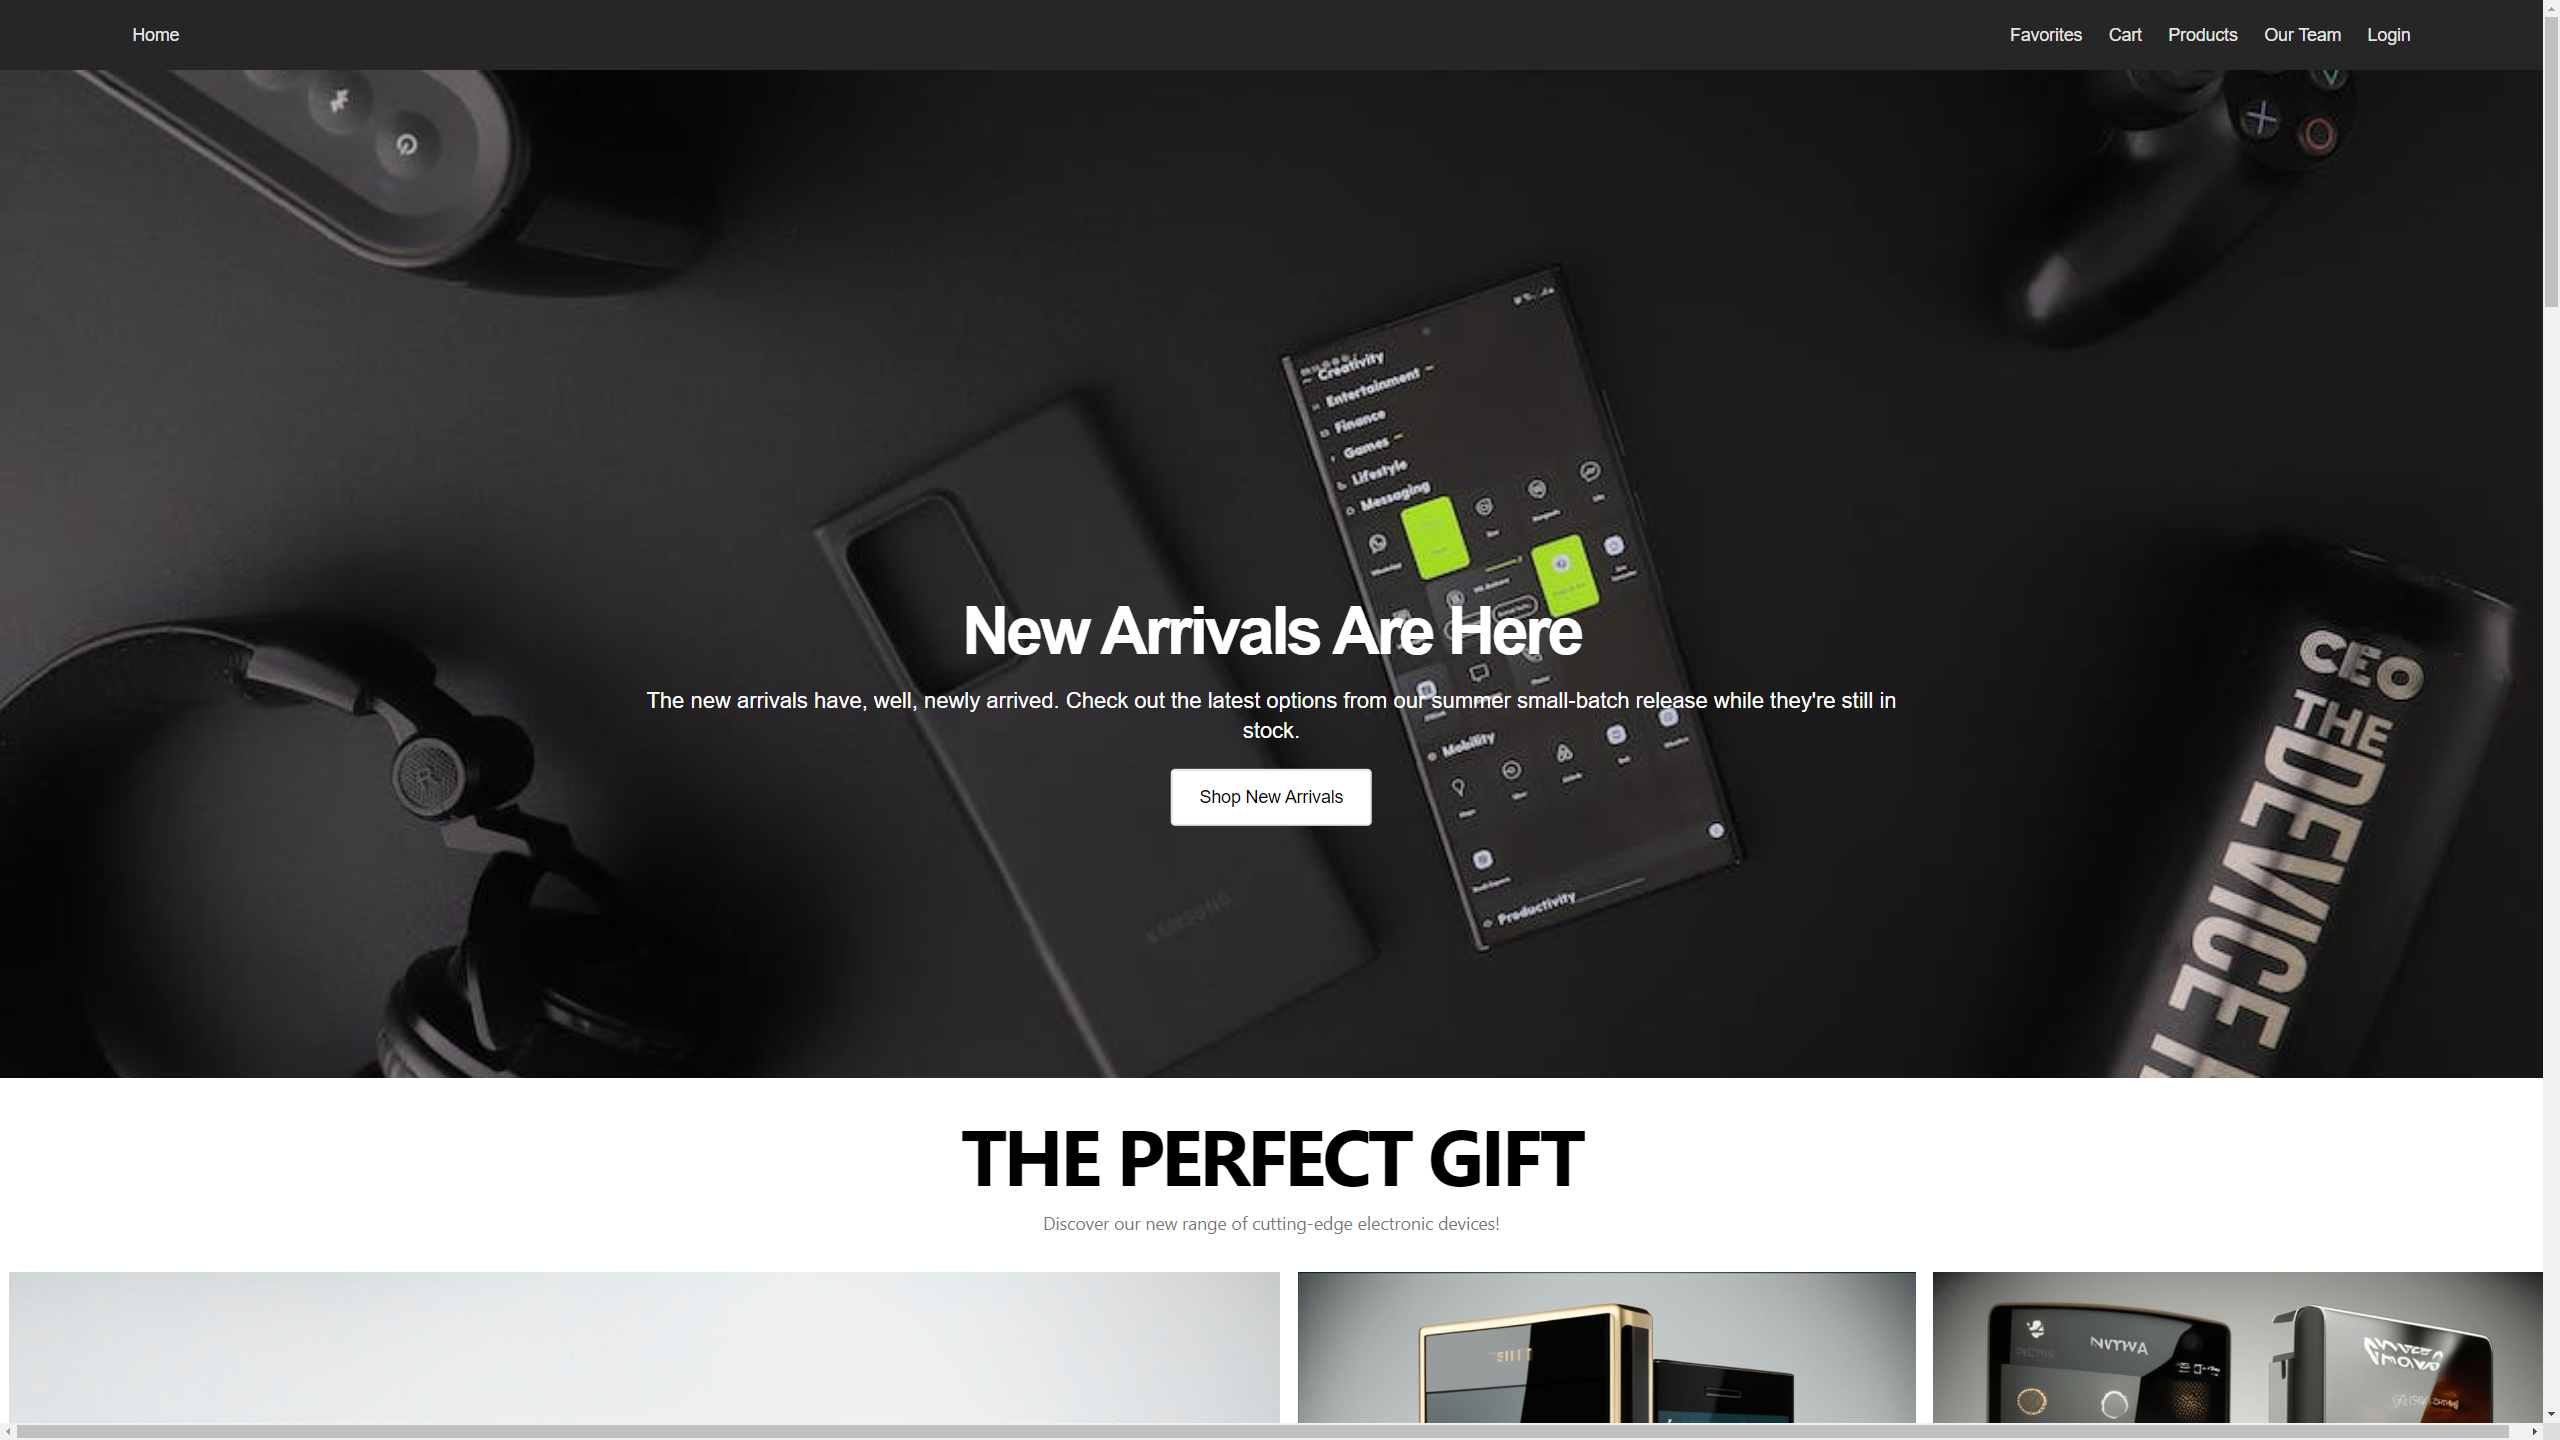 Home Favorites Cart Products Our Team Login
Creativity
Entertainment
Finance
Games
Lifestyle
Messaging
New Arrivals Are Here
The new arrivals have, well, newly arrived. Check out the latest options from our summer small-batch release while they're still in
stock.
Mobility
Shop New Arrivals
Productivity
SAMSUNG
R
CEO
THE
DEVICE
THE PERFECT GIFT
Discover our new range of cutting-edge electronic devices!